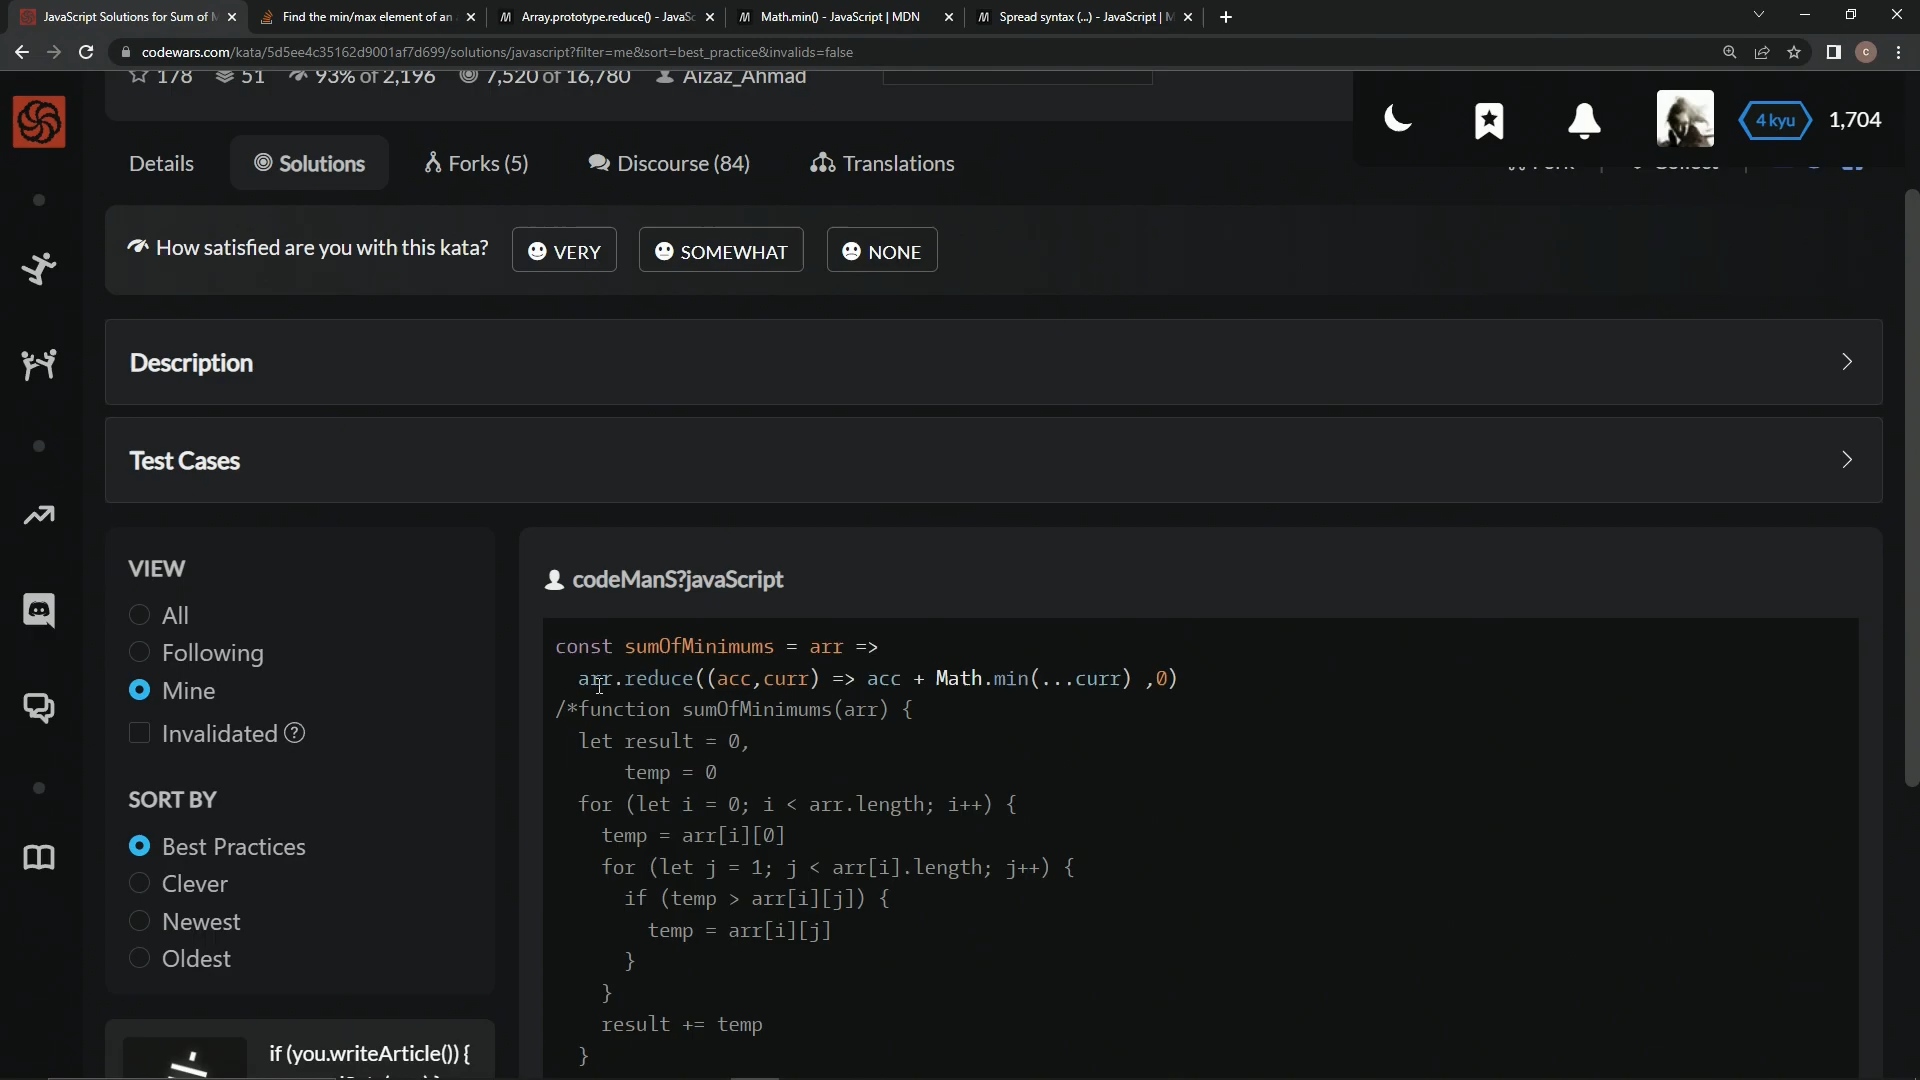 JavaScript Solutions for Sum of M
Find the min/max element of an
Array.prototype.reduce() - JavaSc
Math.min() - JavaScript | MDN
Spread syntax (...) - JavaScript | M
codewars.com/kata/5d5ee4c35162d9001af7d699/solutions/javascript?filter=me&sort=best_practice&invalids=false
C
178 51 93% of 2,196 7,520 of 16,780 Aizaz_Ahmad
4 kyu 1,704
Details Solutions Forks (5) Discourse (84) Translations
How satisfied are you with this kata? VERY SOMEWHAT NONE
Description
Test Cases
VIEW
All
Following
Mine
Invalidated ?
SORT BY
Best Practices
Clever
Newest
Oldest
if (you.writeArticle()) {
codeManS?javaScript
const sumOfMinimums = arr =>
arr.reduce((acc,curr) => acc + Math.min(...curr) ,0)
/*function sumOfMinimums(arr) {
let result = 0,
temp = 0
for (let i = 0; i < arr.length; i++) {
temp = arr[i][0]
for (let j = 1; j < arr[i].length; j++) {
if (temp > arr[i][j]) {
temp = arr[i][j]
}
}
result += temp
}